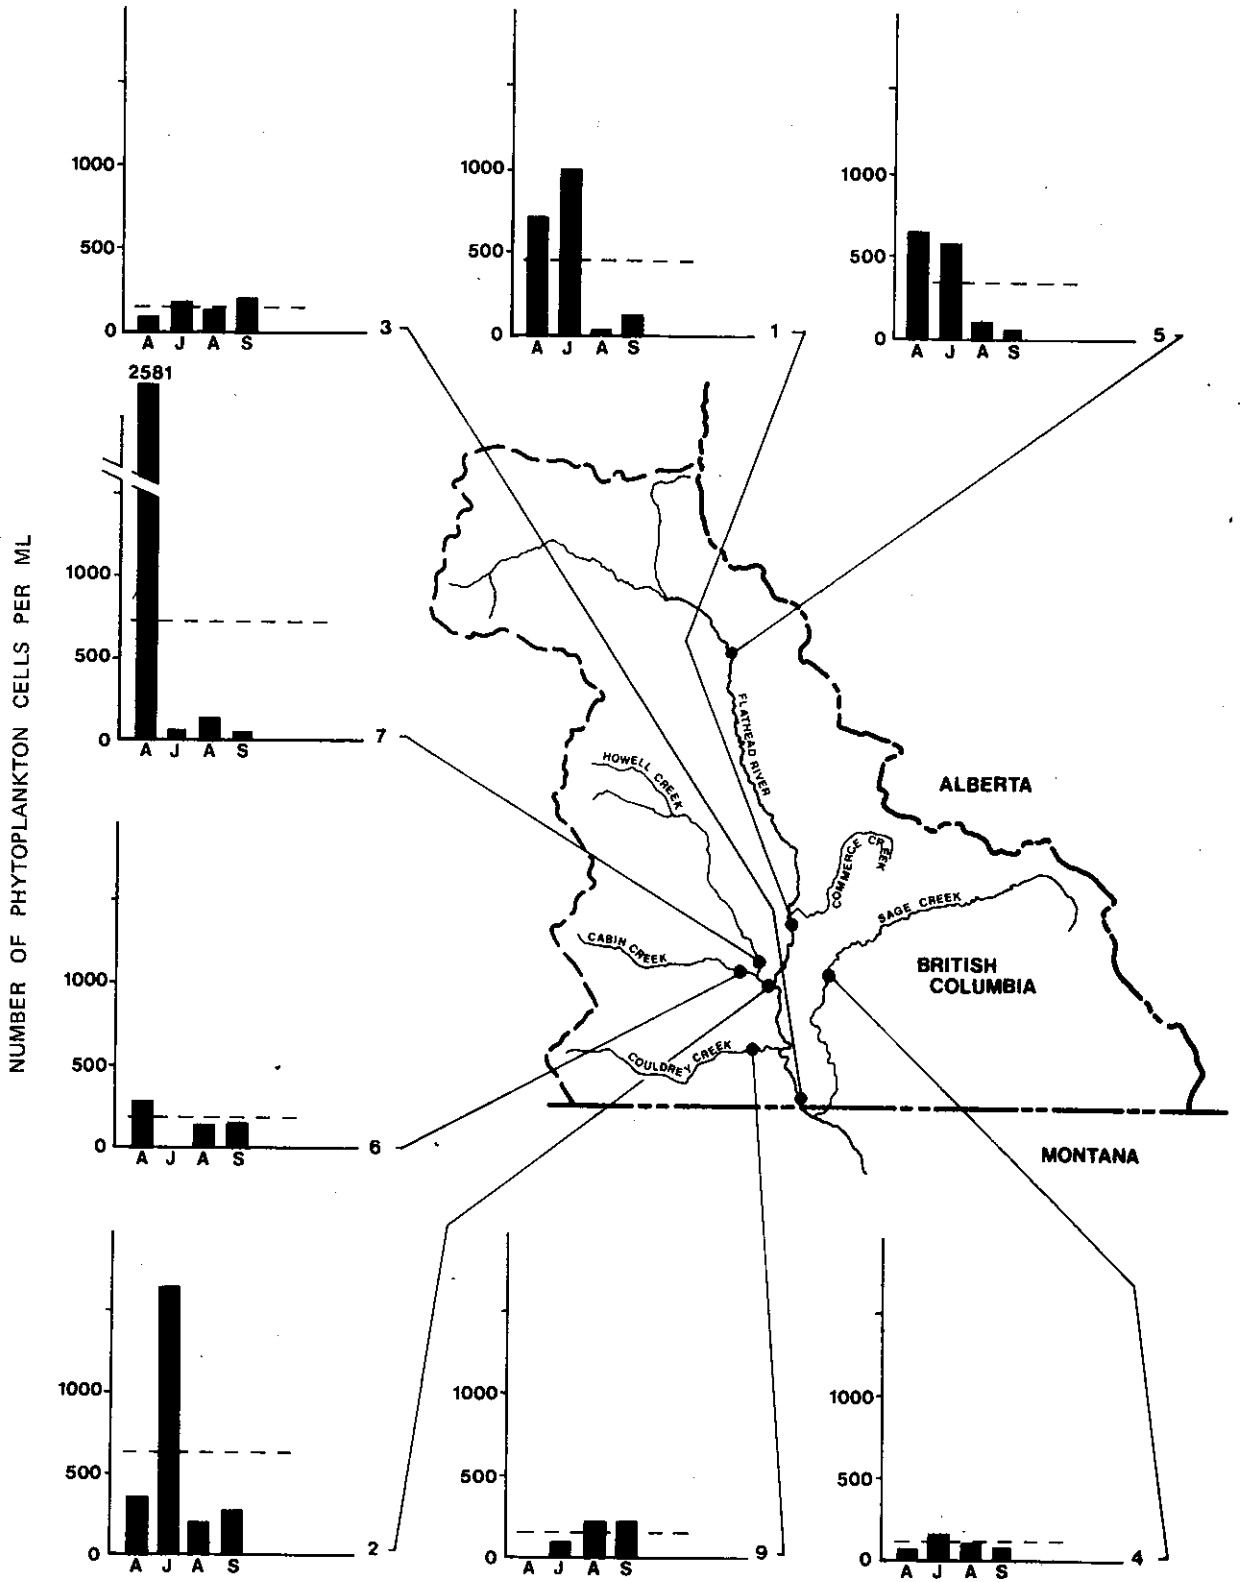 NUMBER OF PHYTOPLANKTON CELLS PER ML
1000
500
0
A J A S
3
1000
500
0
A J A S
1
1000
500
0
A J A S
5
2581
1000
500
0
A J A S
7
1000
500
0
A J A S
6
1000
500
0
A J A S
2
1000
500
0
A J A S
9
1000
500
0
A J A S
4
FLATHEAD RIVER
HOWELL CREEK
ALBERTA
COMMERCE CREEK
SAGE CREEK
CABIN CREEK
BRITISH
COLUMBIA
COULDREY CREEK
MONTANA